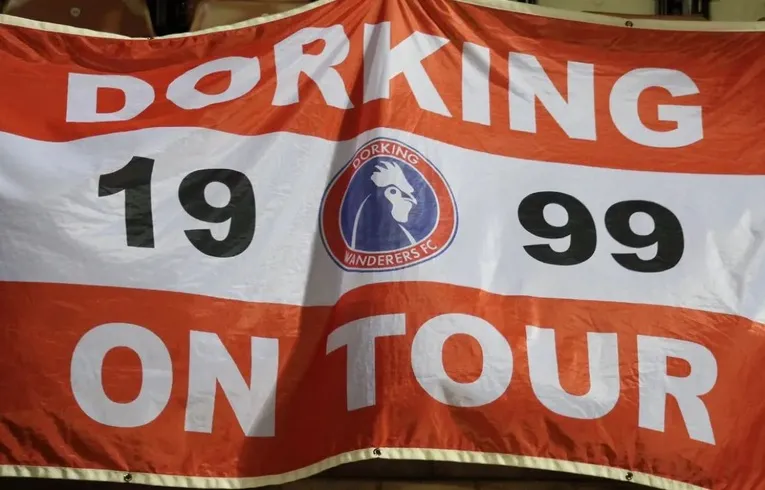 DORKING
19 99
DORKING
WANDERERS FC
ON TOUR